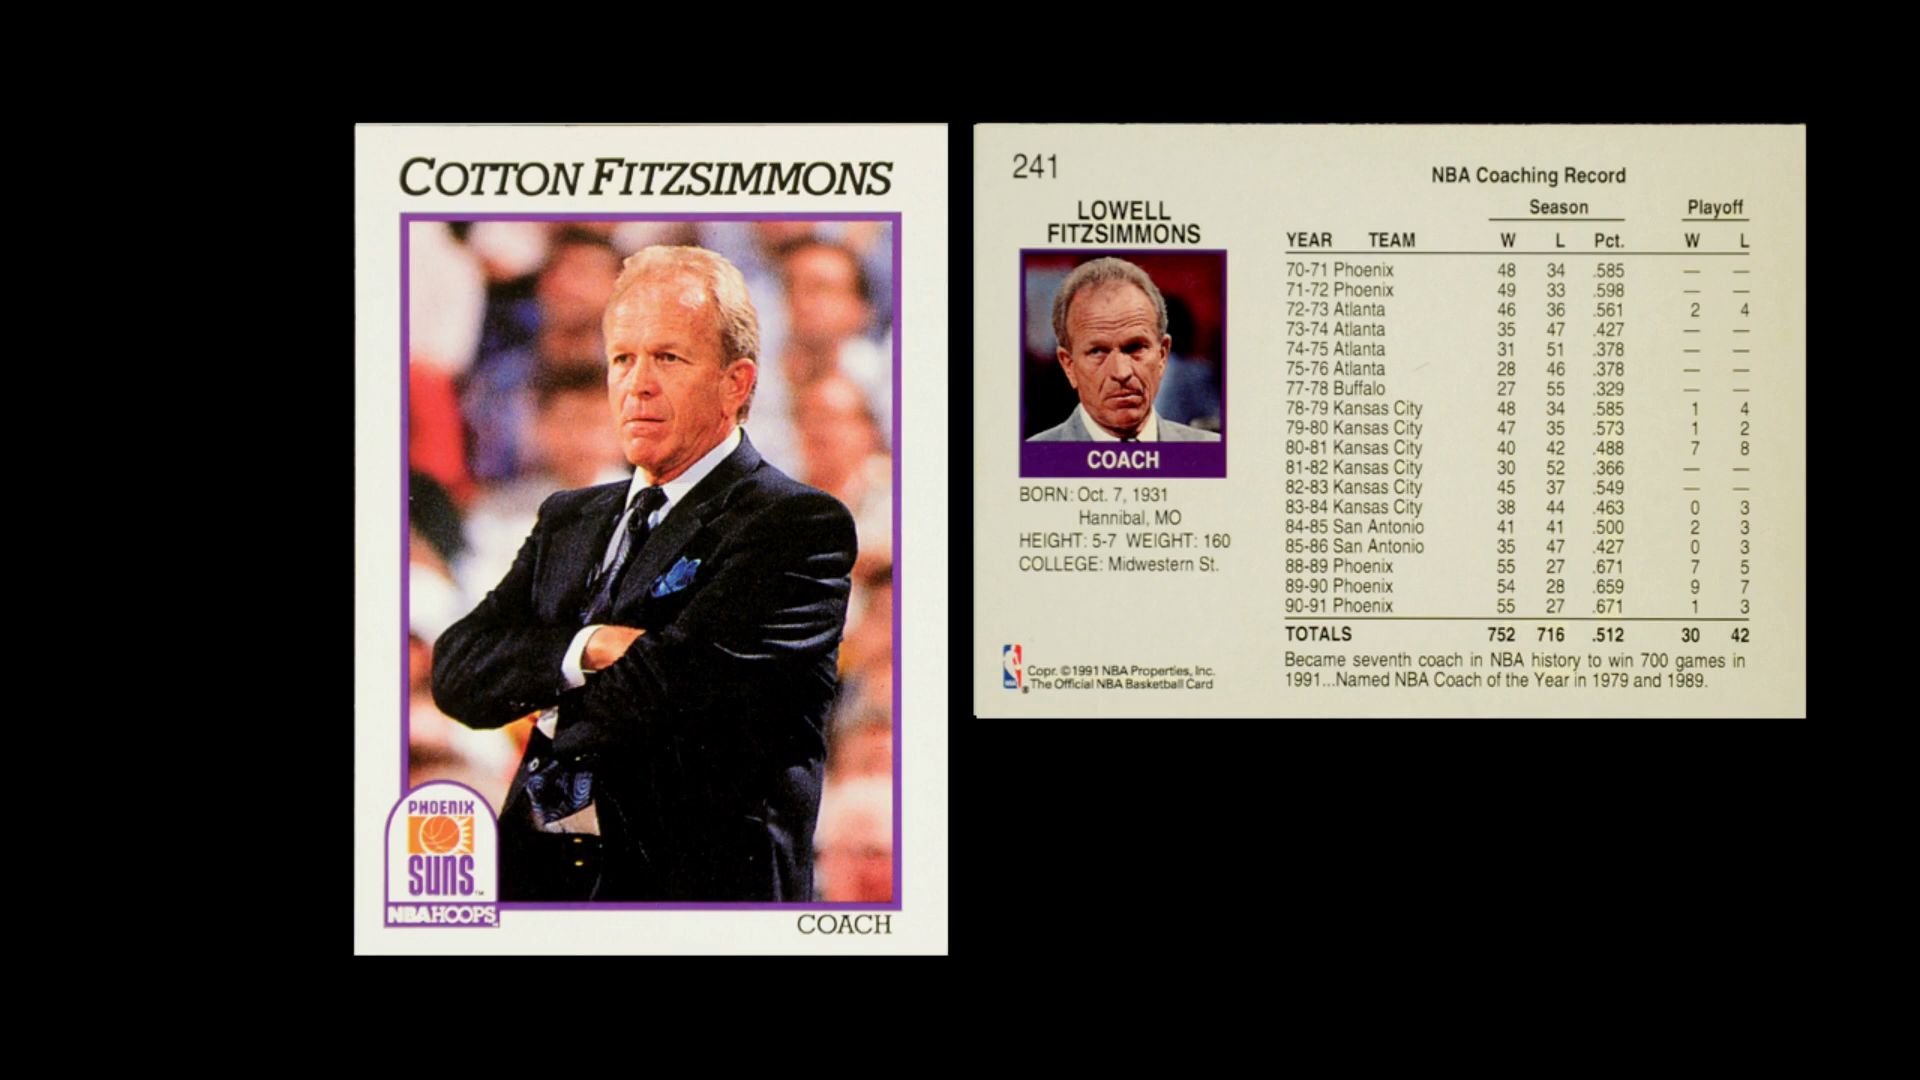 COTTON FITZSIMMONS
PHOENIX
SUNS
NBA HOOPS
COACH
241
LOWELL
FITZSIMMONS
COACH
BORN: Oct. 7, 1931
Hannibal, MO
HEIGHT: 5-7 WEIGHT: 160
COLLEGE: Midwestern St.
Copr. ©1991 NBA Properties, Inc.
The Official NBA Basketball Card
NBA Coaching Record
Season Playoff
YEAR TEAM W L Pct. W L
70-71 Phoenix 48 34 .585 — —
71-72 Phoenix 49 33 .598 — —
72-73 Atlanta 46 36 .561 2 4
73-74 Atlanta 35 47 .427 — —
74-75 Atlanta 31 51 .378 — —
75-76 Atlanta 28 46 .378 — —
77-78 Buffalo 27 55 .329 — —
78-79 Kansas City 48 34 .585 1 4
79-80 Kansas City 47 35 .573 1 2
80-81 Kansas City 40 42 .488 7 8
81-82 Kansas City 30 52 .366 — —
82-83 Kansas City 45 37 .549 — —
83-84 Kansas City 38 44 .463 0 3
84-85 San Antonio 41 41 .500 2 3
85-86 San Antonio 35 47 .427 0 3
88-89 Phoenix 55 27 .671 7 5
89-90 Phoenix 54 28 .659 9 7
90-91 Phoenix 55 27 .671 1 3
TOTALS 752 716 .512 30 42
Became seventh coach in NBA history to win 700 games in
1991...Named NBA Coach of the Year in 1979 and 1989.